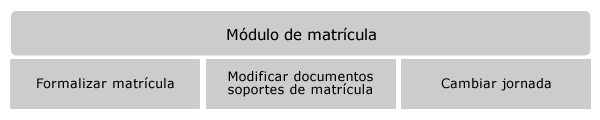 Módulo de matrícula
Formalizar matrícula
Modificar documentos
soportes de matrícula
Cambiar jornada